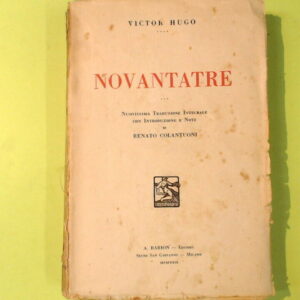 VICTOR HUGO
NOVANTATRE
NUOVISSIMA TRADUZIONE INTEGRALE
CON INTRODUZIONE E NOTE
DI
RENATO COLANTUONI
A. BARION — EDITORE
SESTO SAN GIOVANNI — MILANO